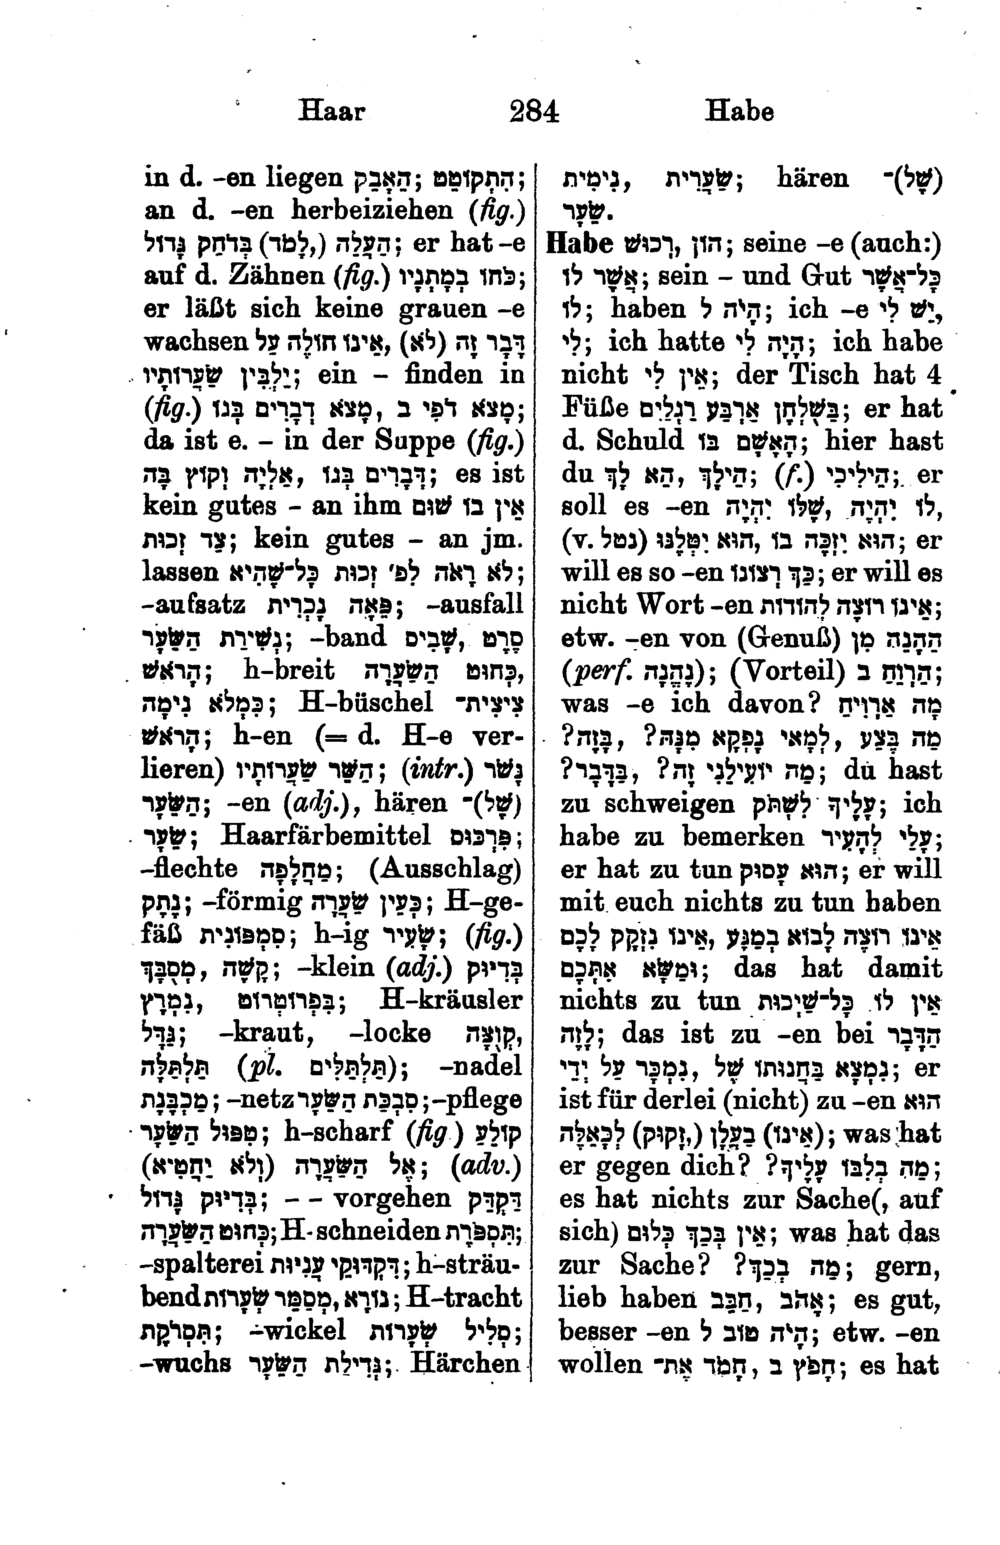 Haar 284 Habe
in d. -en liegen הִתְקוֹטֵט; הֵאָבֵק;
an d. -en herbeiziehen (fig.)
הַעֲלֵה (לַמֹּד,) בְּדֹחַק גָּדוֹל; er hat -e
auf d. Zähnen (fig.) כֹּחוֹ בְמָתְנָיו;
er läßt sich keine grauen -e
wachsen דָּבָר זֶה (לֹא) ,אֵינוֹ חוֹלֶה עַל
יַלְבִּין שַׂעֲרוֹתָיו; ein - finden in
(fig.) מָצֹא דֹפִי ב ,מָצֹא דְבָרִים בְּגוֹ;
da ist e. - in der Suppe (fig.)
דְּבָרִים בְּגוֹ ,אַלְיָה וְקוֹץ בָּהּ; es ist
kein gutes - an ihm אֵין בּוֹ שׁוּם
צַד זְכוּת; kein gutes - an jm.
lassen לֹא רָאָה לְפ' זְכוּת כָּל־שֶׁהִיא;
-aufsatz פֵּאָה נָכְרִית; -ausfall
נְשִׁירַת הַשֵּׂעָר; -band סֶרֶט, שָׁבִיס
הָרֹאשׁ; h-breit כְּחוּט הַשַּׂעֲרָה,
כִּמְלֹא נִימָה; H-büschel צִיצִית־
הָרֹאשׁ; h-en (= d. H-e ver-
lieren) הַשֵּׁר שַׂעֲרוֹתָיו; (intr.) נָשֹׁר
הַשֵּׂעָר; -en (adj.), hären (שֶׁל)־
שֵׂעָר; Haarfärbemittel פִּרְכּוּס;
-flechte מַחְלָפָה; (Ausschlag)
נֶתֶק; -förmig כְּעֵין שַׂעֲרָה; H-ge-
fäß סִמְפּוֹנִית; h-ig שָׂעִיר; (fig.)
קָשֶׁה, מְסֻבָּךְ; -klein (adj.) בְּדִיּוּק
נִמְרָץ, בִּפְרוֹטְרוֹט; H-kräusler
גַּדָּל; -kraut, -locke קְוֻצָּה,
תַּלְתַּלָּה (pl. תַּלְתַּלִּים); -nadel
מַכְבֶּנֶת; -netz סְבָכַת הַשֵּׂעָר; -pflege
טִפּוּל הַשֵּׂעָר; h-scharf (fig.) קוֹלֵעַ
אֶל הַשַּׂעֲרָה (וְלֹא יַחֲטִיא); (adv.)
בְּדִיּוּק גָּדוֹל; - - vorgehen דַּקְדֵּק
כְּחוּט הַשַּׂעֲרָה; H-schneiden תִּסְפֹּרֶת;
-spalterei דִּקְדּוּקֵי עֲנִיּוּת; h-sträu-
bend נוֹרָא, מְסַמֵּר שְׂעָרוֹת; H-tracht
תִּסְרֹקֶת; -wickel סְלִיל שְׂעָרוֹת;
-wuchs גְּדִילַת הַשֵּׂעָר; Härchen
שַׂעֲרִית, נִימִית; hären (שֶׁל)־
שֵׂעָר.
Habe הוֹן, רְכוּשׁ; seine -e (auch:)
אֲשֶׁר לוֹ; sein - und Gut כָּל־אֲשֶׁר
לוֹ; haben הָיֹה ל; ich -e יֵשׁ לִי,
לִי; ich hatte הָיָה לִי; ich habe
nicht אֵין לִי; der Tisch hat 4
Füße בַּשֻּׁלְחָן אַרְבַּע רַגְלַיִם; er hat
d. Schuld הָאָשֵׁם בּוֹ; hier hast
du הֵילָךְ, הֵא לְךָ; (f.) הֵילִיכִי; er
soll es -en לוֹ יִהְיֶה, שֶׁלּוֹ יִהְיֶה,
הוּא יִזְכֶּה בוֹ, הוּא יִטְּלֶנּוּ (v. נטל); er
will es so -en כָּךְ רְצוֹנוֹ; er will es
nicht Wort -en אֵינוֹ רוֹצֶה לְהוֹדוֹת;
etw. -en von (Genuß) הֵהָנֵה מִן
(perf. נֶהֱנָה); (Vorteil) הַרְוַח ב;
was -e ich davon? מָה אַרְוִיחַ
בָּזֶה?, לְמַאי נָפְקָא מִנָּהּ?, מַה בֶּצַע
בַּדָּבָר?, מַה יּוֹעִילֵנִי זֶה?; du hast
zu schweigen עָלֶיךָ לִשְׁתֹּק; ich
habe zu bemerken עָלַי לְהָעִיר;
er hat zu tun הוּא עָסוּק; er will
mit euch nichts zu tun haben
אֵינוֹ רוֹצֶה לָבוֹא בְמַגָּע, אֵינוֹ נִזְקָק לָכֶם
וּמַשָּׂא אִתְּכֶם; das hat damit
nichts zu tun אֵין לוֹ כָּל־שַׁיָּכוּת
לָזֶה; das ist zu -en bei הַדָּבָר
נִמְצָא בַחֲנוּתוֹ שֶׁל, נִמְכָּר עַל יְדֵי; er
ist für derlei (nicht) zu -en הוּא
(אֵינוֹ) בַעֲלָן (,זָקוּק) לְכָאֵלֶּה; was hat
er gegen dich? מַה בְלִבּוֹ עָלֶיךָ?;
es hat nichts zur Sache(, auf
sich) אֵין בְּכָךְ כְּלוּם; was hat das
zur Sache? מַה בְכָךְ?; gern,
lieb haben אָהֹב, חַבֵּב; es gut,
besser -en הָיֹה טוֹב ל; etw. -en
wollen חָפֹץ ב, חָמֹד אֶת־; es hat